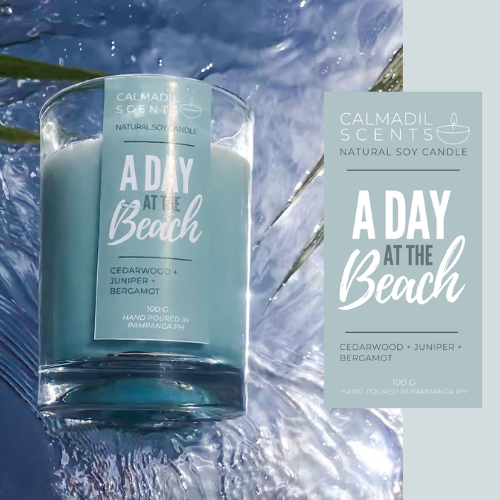 CALMADIL
SCENTS
NATURAL SOY CANDLE
A DAY
AT THE
Beach
CEDARWOOD +
JUNIPER +
BERGAMOT
100 G
HAND POURED IN
PAMPANGA PH
CALMADIL
SCENTS
NATURAL SOY CANDLE
A DAY
AT THE
Beach
CEDARWOOD + JUNIPER +
BERGAMOT
100 G
HAND POURED IN PAMPANGA PH